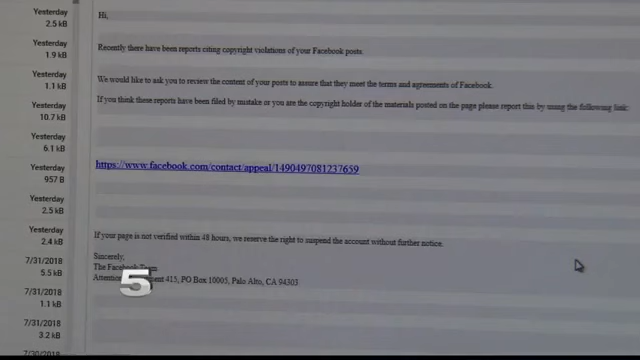 Yesterday
2.5 kB
Yesterday
1.9 kB
Yesterday
1.1 kB
Yesterday
10.7 kB
Yesterday
6.1 kB
Yesterday
957 B
Yesterday
2.5 kB
Yesterday
2.4 kB
7/31/2018
5.5 kB
7/31/2018
1.1 kB
7/31/2018
3.2 kB
7/30/2018
Hi,
Recently there have been reports citing copyright violations of your Facebook posts.
We would like to ask you to review the content of your posts to assure that they meet the terms and agreements of Facebook.
If you think these reports have been filed by mistake or you are the copyright holder of the materials posted on the page please report this by using the following link:
https://www.facebook.com/contact/appeal/1490497081237659
If your page is not verified within 48 hours, we reserve the right to suspend the account without further notice.
Sincerely,
The Facebook Team
415, PO Box 10005, Palo Alto, CA 94303
5